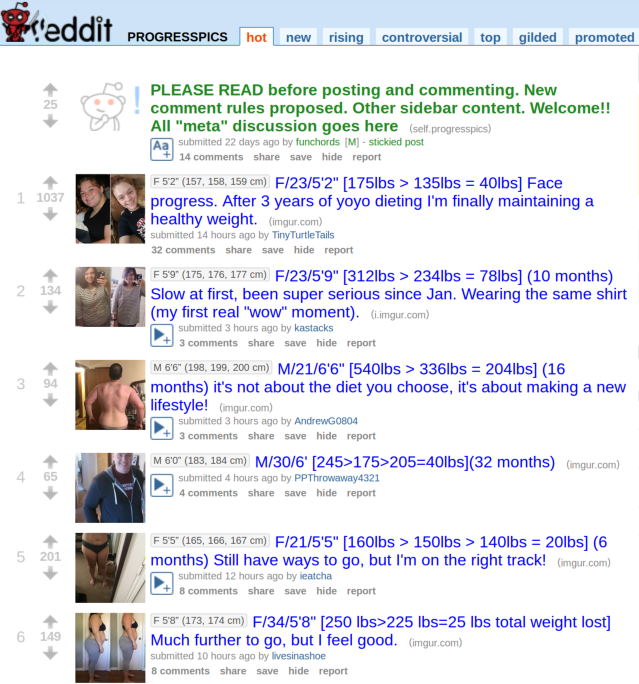 reddit PROGRESSPICS hot new rising controversial top gilded promoted
25
PLEASE READ before posting and commenting. New
comment rules proposed. Other sidebar content. Welcome!!
All "meta" discussion goes here (self.progresspics)
Aa+ submitted 22 days ago by funchords [M] - stickied post
14 comments share save hide report
1 1037
F 5'2" (157, 158, 159 cm) F/23/5'2" [175lbs > 135lbs = 40lbs] Face
progress. After 3 years of yoyo dieting I'm finally maintaining a
healthy weight. (imgur.com)
submitted 14 hours ago by TinyTurtleTails
32 comments share save hide report
2 134
F 5'9" (175, 176, 177 cm) F/23/5'9" [312lbs > 234lbs = 78lbs] (10 months)
Slow at first, been super serious since Jan. Wearing the same shirt
(my first real "wow" moment). (i.imgur.com)
submitted 3 hours ago by kastacks
3 comments share save hide report
3 94
M 6'6" (198, 199, 200 cm) M/21/6'6" [540lbs > 336lbs = 204lbs] (16
months) it's not about the diet you choose, it's about making a new
lifestyle! (imgur.com)
submitted 3 hours ago by AndrewG0804
3 comments share save hide report
4 65
M 6'0" (183, 184 cm) M/30/6' [245>175>205=40lbs](32 months) (imgur.com)
submitted 4 hours ago by PPThrowaway4321
4 comments share save hide report
5 201
F 5'5" (165, 166, 167 cm) F/21/5'5" [160lbs > 150lbs > 140lbs = 20lbs] (6
months) Still have ways to go, but I'm on the right track! (imgur.com)
submitted 12 hours ago by ieatcha
8 comments share save hide report
6 149
F 5'8" (173, 174 cm) F/34/5'8" [250 lbs>225 lbs=25 lbs total weight lost]
Much further to go, but I feel good. (imgur.com)
submitted 10 hours ago by livesinashoe
8 comments share save hide report